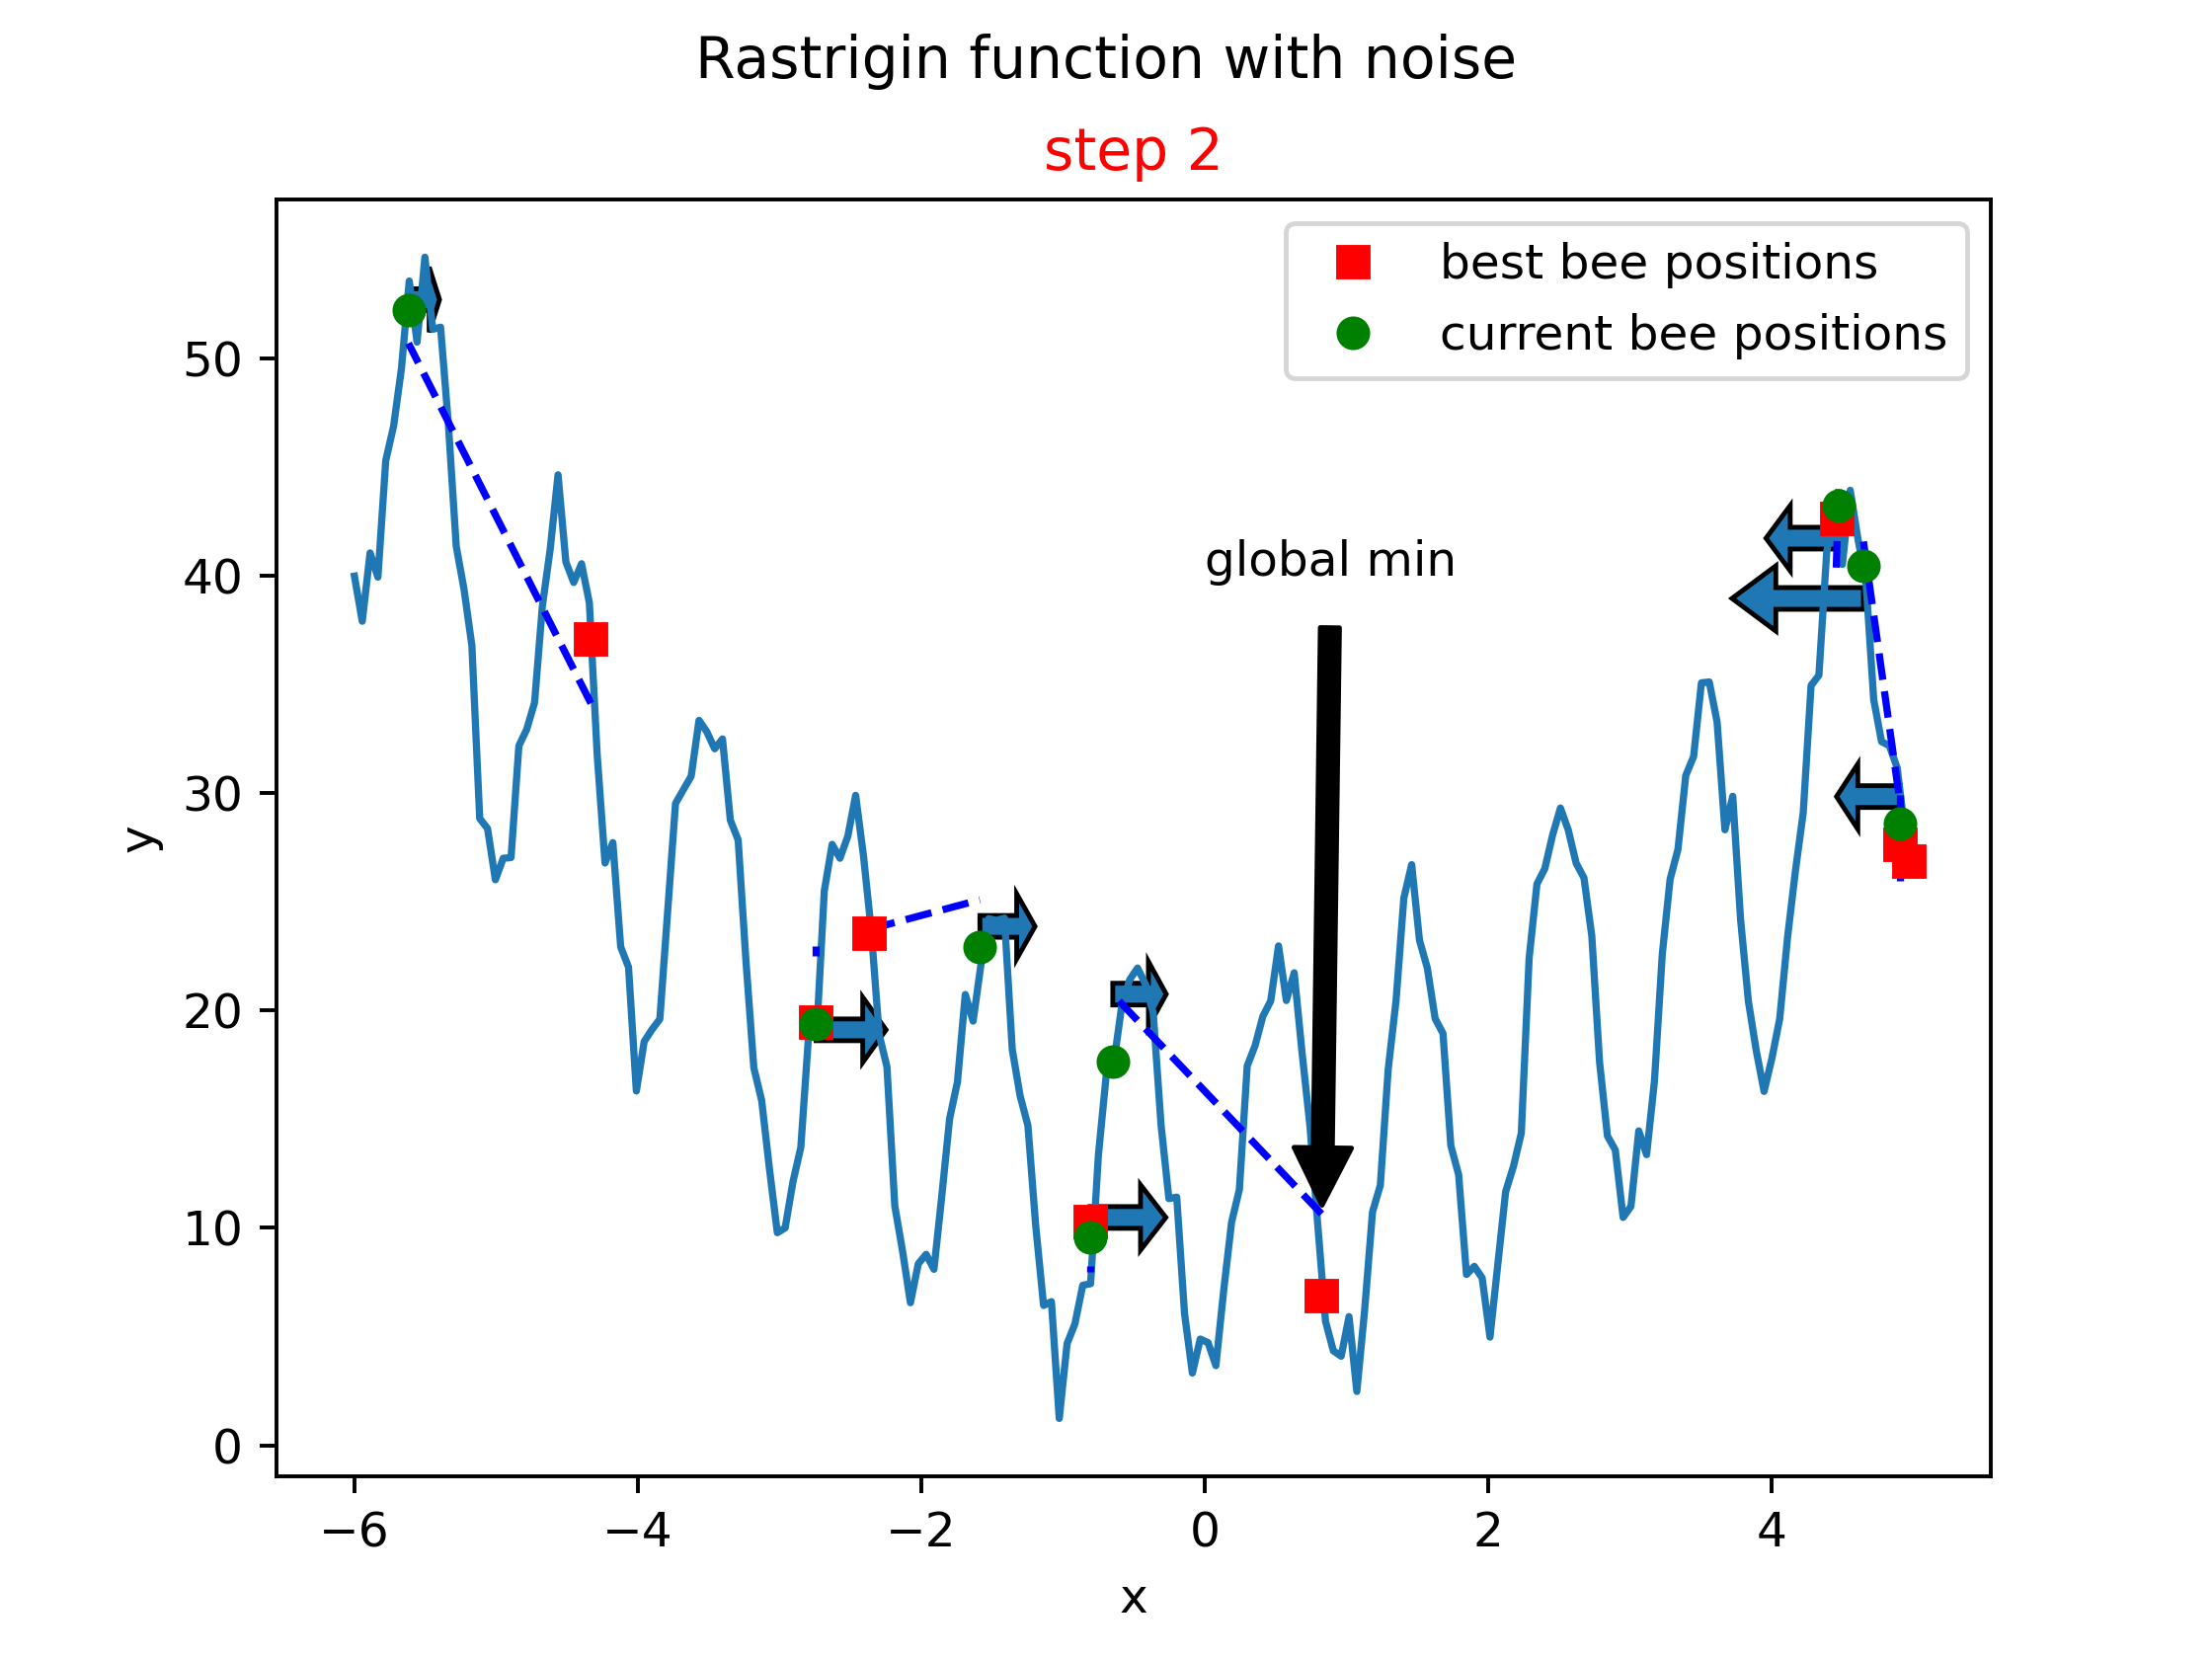 Rastrigin function with noise
step 2
best bee positions
current bee positions
global min
y
50
40
30
20
10
0
−6
−4
−2
0
2
4
x